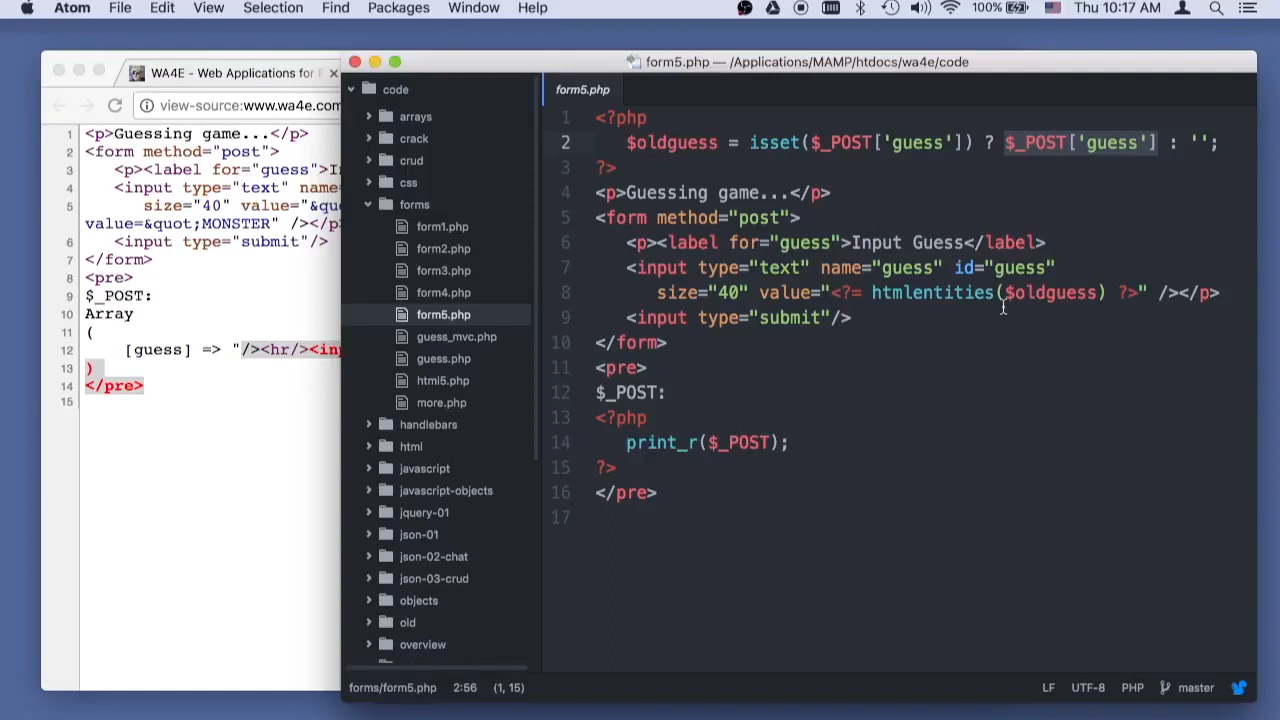 Atom File Edit View Selection Find Packages Window Help 100% Thu 10:17 AM
WA4E - Web Applications for
view-source:www.wa4e.com
1 <p>Guessing game...</p>
2 <form method="post">
3 <p><label for="guess">I
4 <input type="text" name=
5 size="40" value="&quo
value=&quot;MONSTER" /></p
6 <input type="submit"/>
7 </form>
8 <pre>
9 $_POST:
10 Array
11 (
12 [guess] => "/><hr/><in
13 )
14 </pre>
15
form5.php — /Applications/MAMP/htdocs/wa4e/code
code
arrays
crack
crud
css
forms
form1.php
form2.php
form3.php
form4.php
form5.php
guess_mvc.php
guess.php
html5.php
more.php
handlebars
html
javascript
javascript-objects
jquery-01
json-01
json-02-chat
json-03-crud
objects
old
overview
form5.php
1 <?php
2 $oldguess = isset($_POST['guess']) ? $_POST['guess'] : '';
3 ?>
4 <p>Guessing game...</p>
5 <form method="post">
6 <p><label for="guess">Input Guess</label>
7 <input type="text" name="guess" id="guess"
8 size="40" value="<?= htmlentities($oldguess) ?>" /></p>
9 <input type="submit"/>
10 </form>
11 <pre>
12 $_POST:
13 <?php
14 print_r($_POST);
15 ?>
16 </pre>
17
forms/form5.php 2:56 (1, 15) LF UTF-8 PHP master